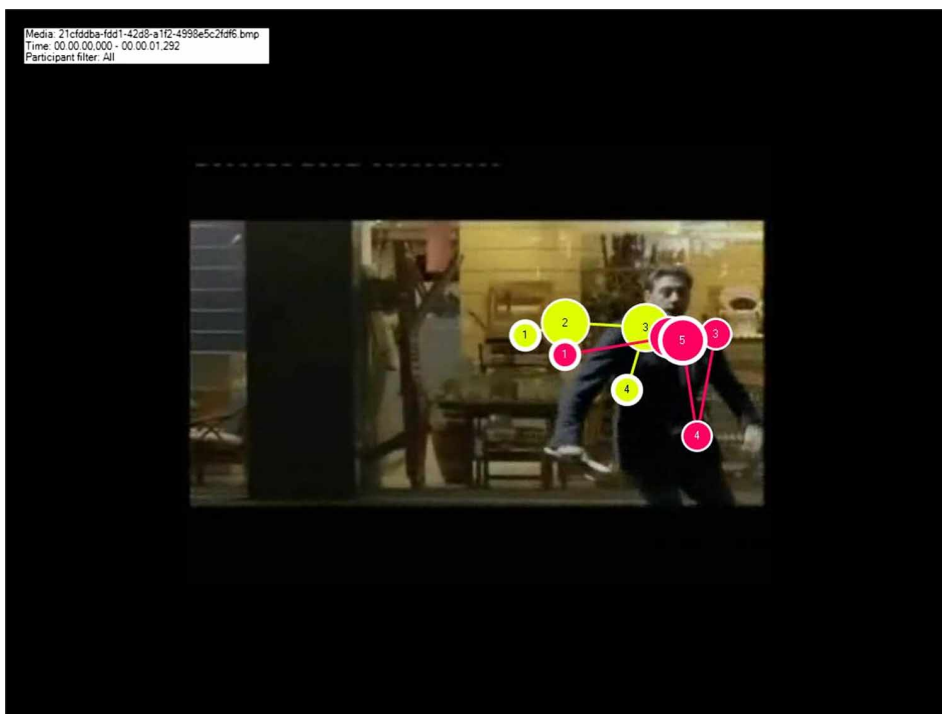 Media: 21cfddba-fdd1-42d8-a1f2-4998e5c2fdf6.bmp
Time: 00.00.00,000 - 00.00.01,292
Participant filter: All
1
2
3
4
1
5
3
4